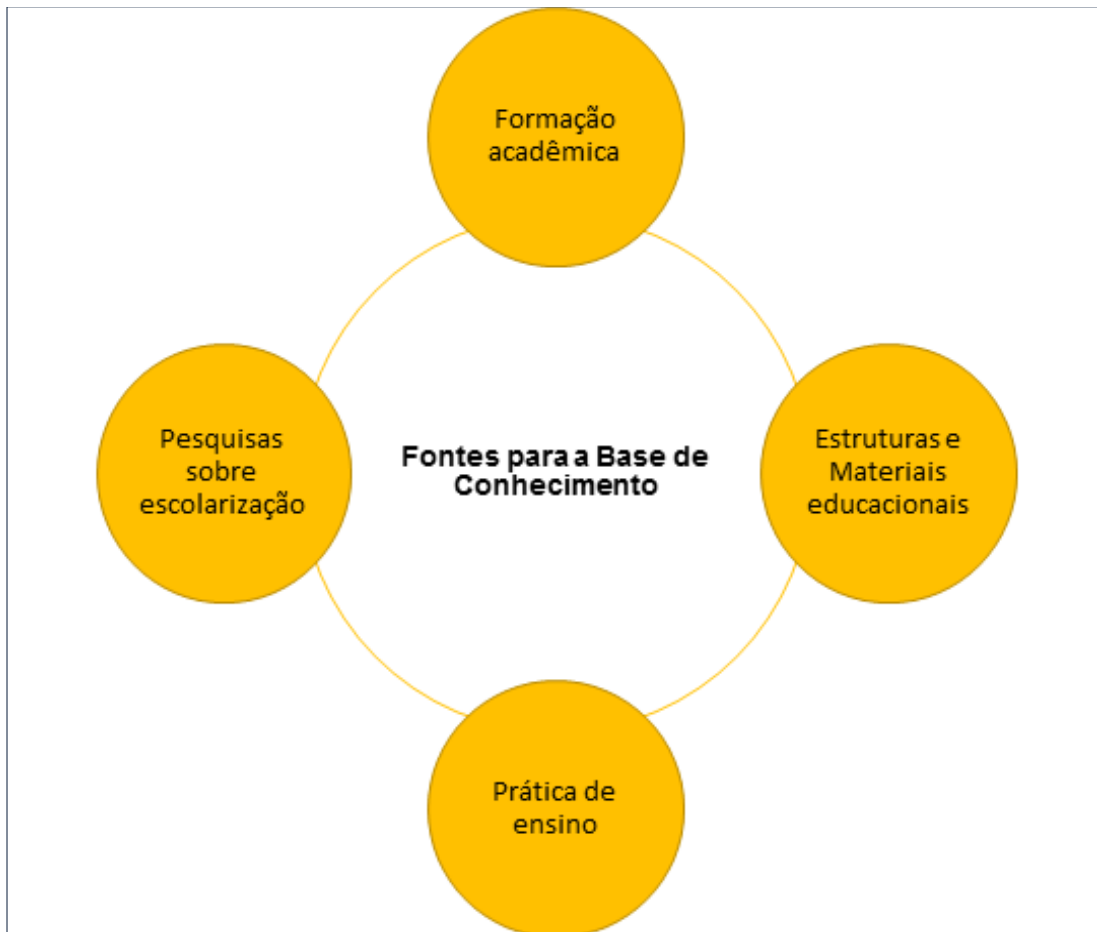 Formação
acadêmica
Pesquisas
sobre
escolarização
Fontes para a Base de
Conhecimento
Estruturas e
Materiais
educacionais
Prática de
ensino